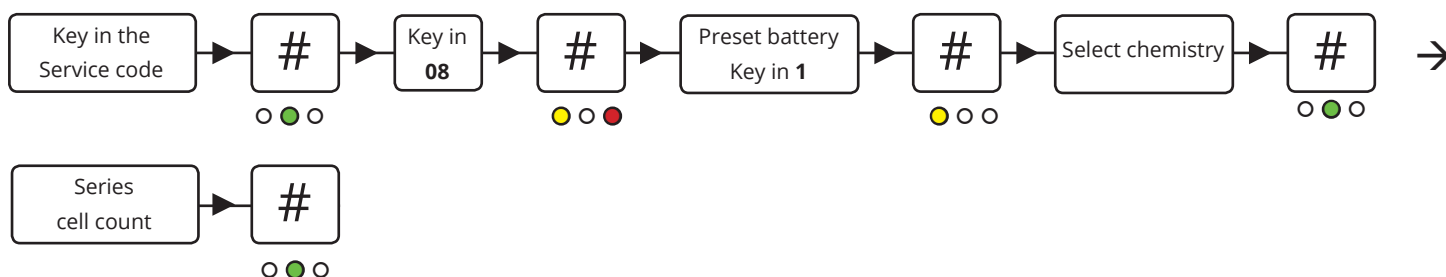 Key in the
Service code
#
Key in
08
#
Preset battery
Key in 1
#
Select chemistry
#
→
Series
cell count
#